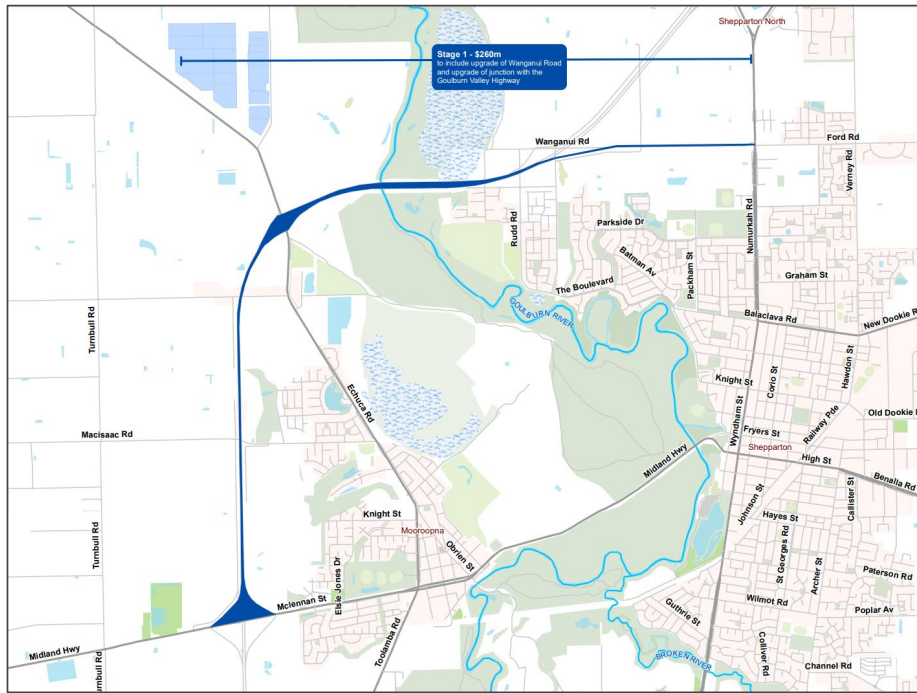 Shepparton North
Stage 1 - $260m
to include upgrade of Wanganui Road
and upgrade of junction with the
Goulburn Valley Highway
Wanganui Rd
Ford Rd
Verney Rd
Numurkah Rd
Rudd Rd
Parkside Dr
Batman Av
Packham St
Graham St
The Boulevard
GOULBURN RIVER
Balaclava Rd
New Dookie R
Turnbull Rd
Echuca Rd
Knight St
Corio St
Hawdon St
Macisaac Rd
Wyndham St
Fryers St
Railway Pde
Old Dookie
Shepparton
High St
Midland Hwy
Benalla Rd
Johnson St
Callister St
Knight St
Mooroopna
Obrien St
Hayes St
St Georges Rd
Archer St
Turnbull Rd
Elsie Jones Dr
Mclennan St
Paterson Rd
Wilmot Rd
Guthrie St
Poplar Av
Toolamba Rd
Midland Hwy
Turnbull Rd
BROKEN RIVER
Colliver Rd
Channel Rd